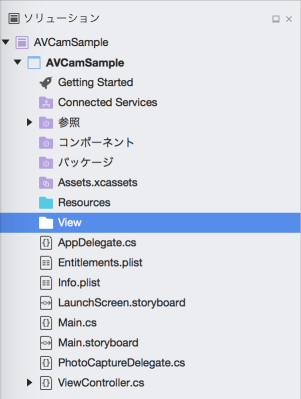 ソリューション
AVCamSample
AVCamSample
Getting Started
Connected Services
参照
コンポーネント
パッケージ
Assets.xcassets
Resources
View
AppDelegate.cs
Entitlements.plist
Info.plist
LaunchScreen.storyboard
Main.cs
Main.storyboard
PhotoCaptureDelegate.cs
ViewController.cs